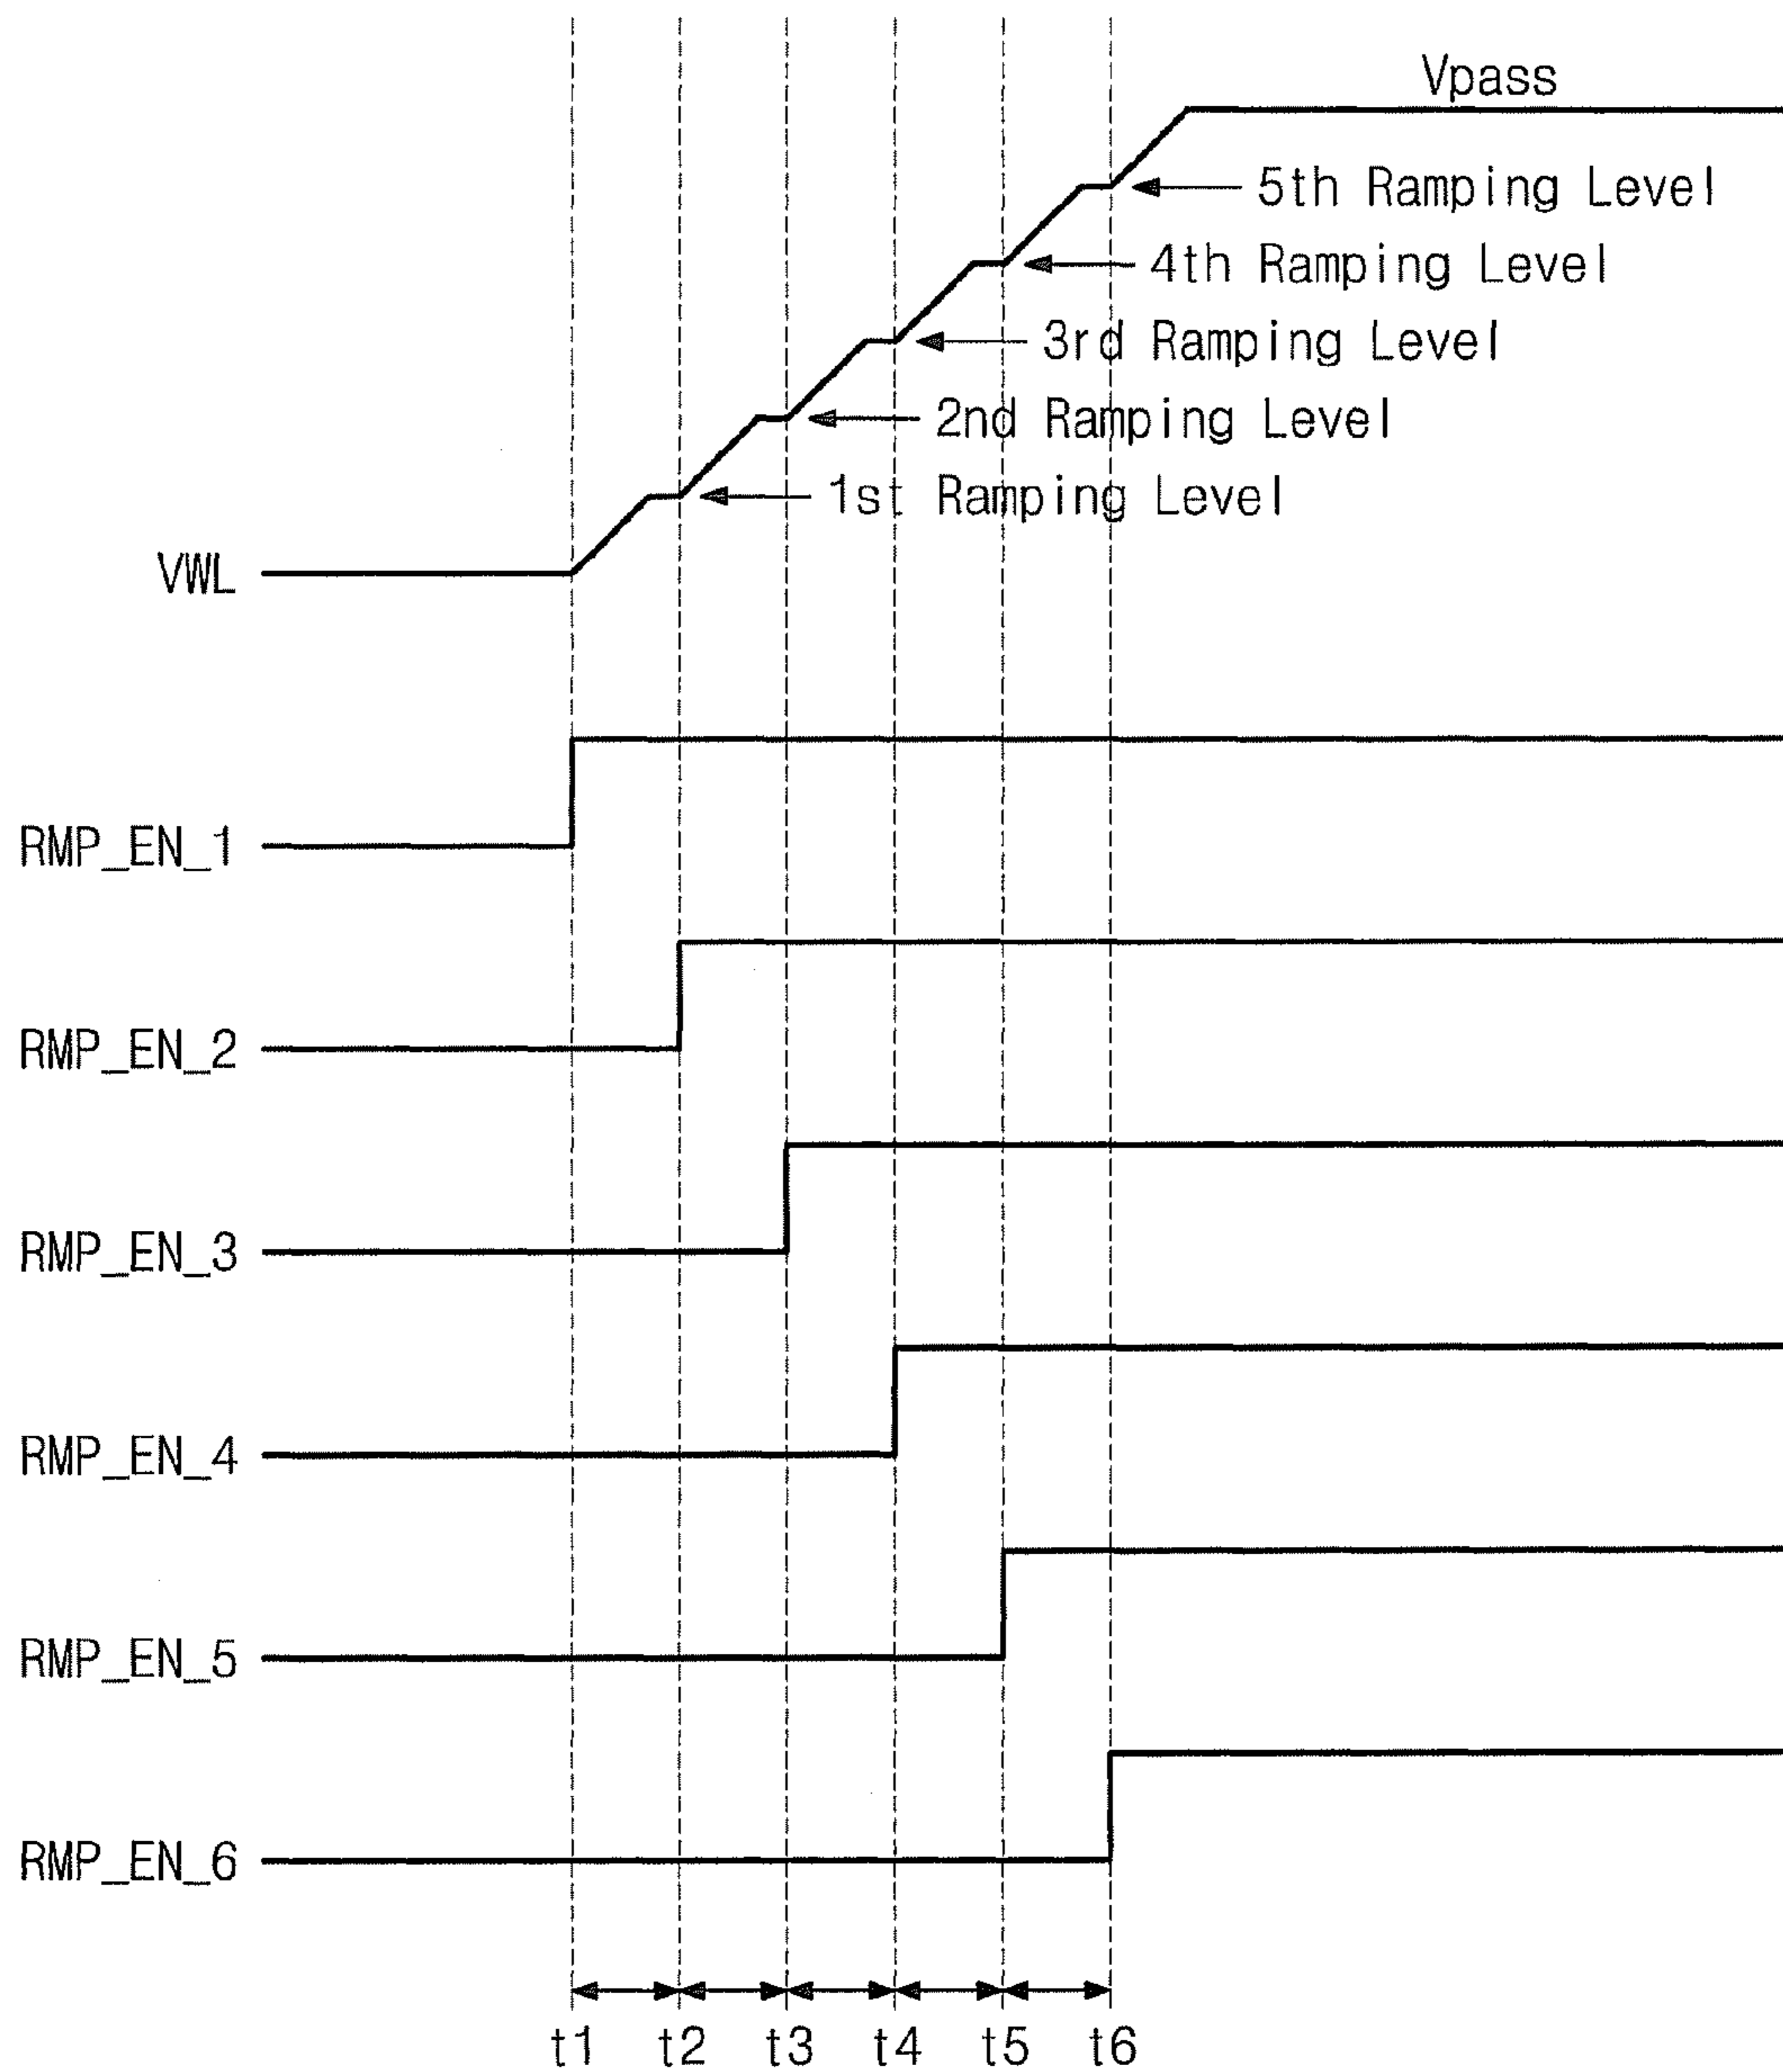 Vpass
5th Ramping Level
4th Ramping Level
3rd Ramping Level
2nd Ramping Level
1st Ramping Level
VWL
RMP_EN_1
RMP_EN_2
RMP_EN_3
RMP_EN_4
RMP_EN_5
RMP_EN_6
t1 t2 t3 t4 t5 t6